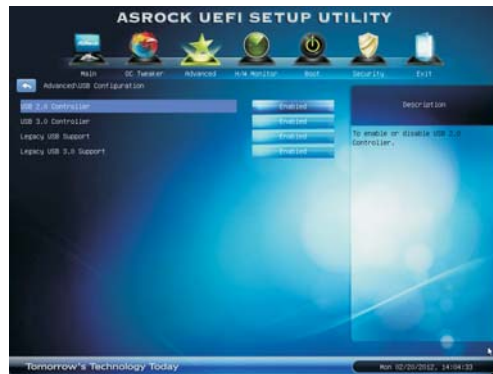 ASROCK UEFI SETUP UTILITY
Main OC Tweaker Advanced H/W Monitor Boot Security Exit
Advanced\USB Configuration
USB 2.0 Controller Enabled
USB 3.0 Controller Enabled
Legacy USB Support Enabled
Legacy USB 3.0 Support Enabled
Description
To enable or disable USB 2.0
Controller.
Tomorrow's Technology Today
Mon 02/20/2012, 14:04:33